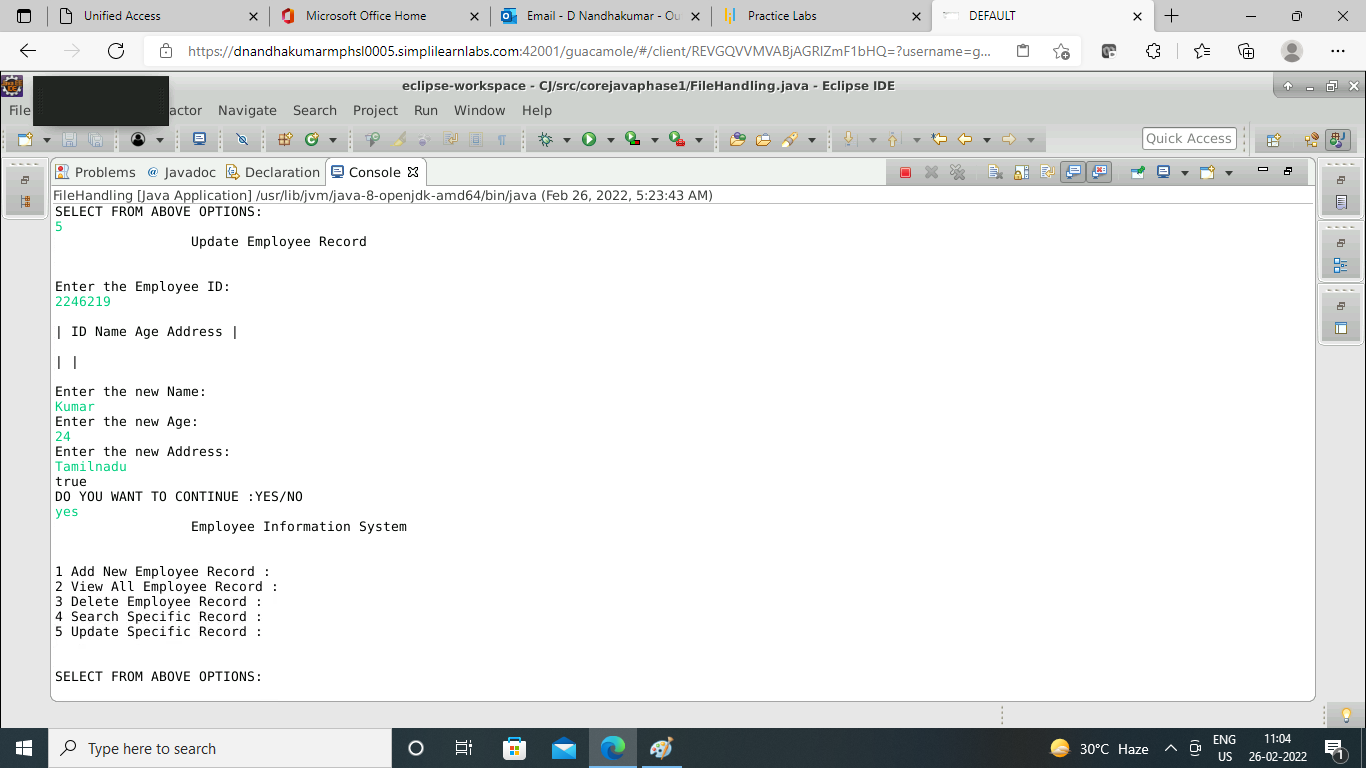 Unified Access
Microsoft Office Home
Email - D Nandhakumar - Ou
Practice Labs
DEFAULT
https://dnandhakumarmphsl0005.simplilearnlabs.com:42001/guacamole/#/client/REVGQVVMVABjAGRlZmF1bHQ=?username=g...
eclipse-workspace - CJ/src/corejavaphase1/FileHandling.java - Eclipse IDE
File actor Navigate Search Project Run Window Help
Quick Access
Problems @ Javadoc Declaration Console
FileHandling [Java Application] /usr/lib/jvm/java-8-openjdk-amd64/bin/java (Feb 26, 2022, 5:23:43 AM)
SELECT FROM ABOVE OPTIONS:
5
Update Employee Record
Enter the Employee ID:
2246219
| ID Name Age Address |
| |
Enter the new Name:
Kumar
Enter the new Age:
24
Enter the new Address:
Tamilnadu
true
DO YOU WANT TO CONTINUE :YES/NO
yes
Employee Information System
1 Add New Employee Record :
2 View All Employee Record :
3 Delete Employee Record :
4 Search Specific Record :
5 Update Specific Record :
SELECT FROM ABOVE OPTIONS:
Type here to search
30°C Haze
ENG
US
11:04
26-02-2022
1